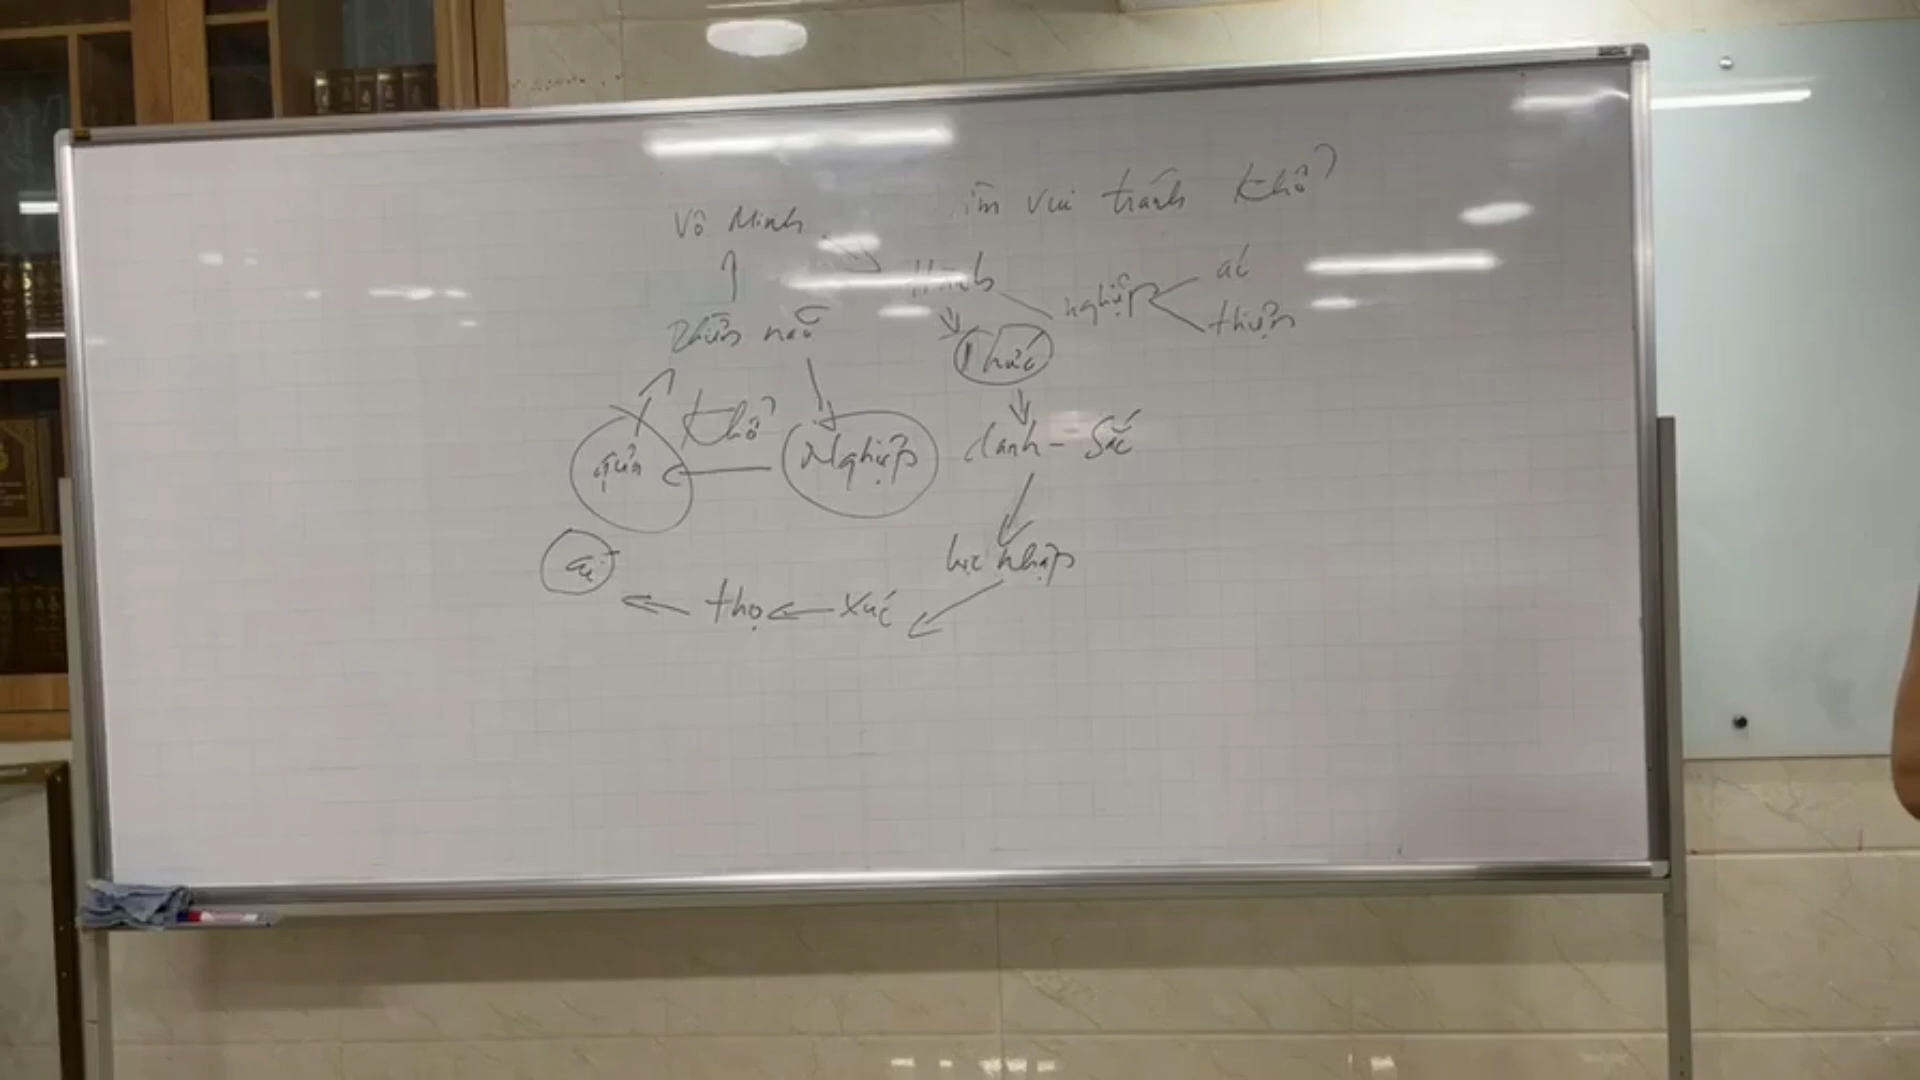 tìm vui tránh khổ
Vô Minh
Hành
nghiệp
ác
thiện
Phiền não
Thức
khổ
quả
Nghiệp
danh - Sắc
lục nhập
ái
thọ
xúc